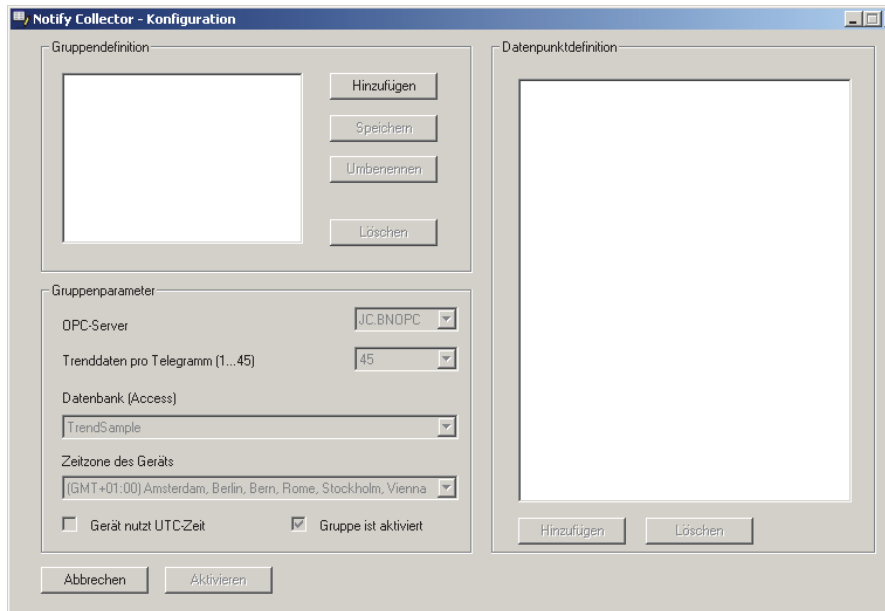 Notify Collector - Konfiguration
Gruppendefinition
Hinzufügen
Speichern
Umbenennen
Löschen
Gruppenparameter
OPC-Server
JC.BNOPC
Trenddaten pro Telegramm (1...45)
45
Datenbank (Access)
TrendSample
Zeitzone des Geräts
(GMT+01:00) Amsterdam, Berlin, Bern, Rome, Stockholm, Vienna
Gerät nutzt UTC-Zeit
Gruppe ist aktiviert
Datenpunktdefinition
Hinzufügen
Löschen
Abbrechen
Aktivieren